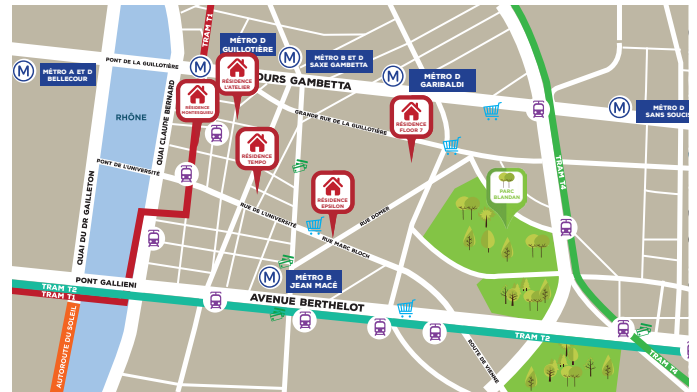 TRAM T1
MÉTRO D
GUILLOTIÈRE
PONT DE LA GUILLOTIÈRE
M
MÉTRO A ET D
BELLECOUR
M
M
MÉTRO B ET D
SAXE GAMBETTA
RÉSIDENCE
L'ATELIER
OURS GAMBETTA
M
MÉTRO D
GARIBALDI
M
MÉTRO D
SANS SOUCIS
RÉSIDENCE
MONTESQUIEU
QUAI CLAUDE BERNARD
RHÔNE
GRANDE RUE DE LA GUILLOTIÈRE
RÉSIDENCE
FLOOR 7
RÉSIDENCE
TEMPO
PONT DE L'UNIVERSITÉ
TRAM T4
PARC
BLANDAN
RÉSIDENCE
EPSILON
RUE DE L'UNIVERSITÉ
RUE DOMER
RUE MARC BLOCH
QUAI DU DR GAILLETON
PONT GALLIENI
M
MÉTRO B
JEAN MACÉ
TRAM T2
TRAM T1
AVENUE BERTHELOT
TRAM T2
AUTOROUTE DU SOLEIL
ROUTE DE VIENNE
TRAM T4